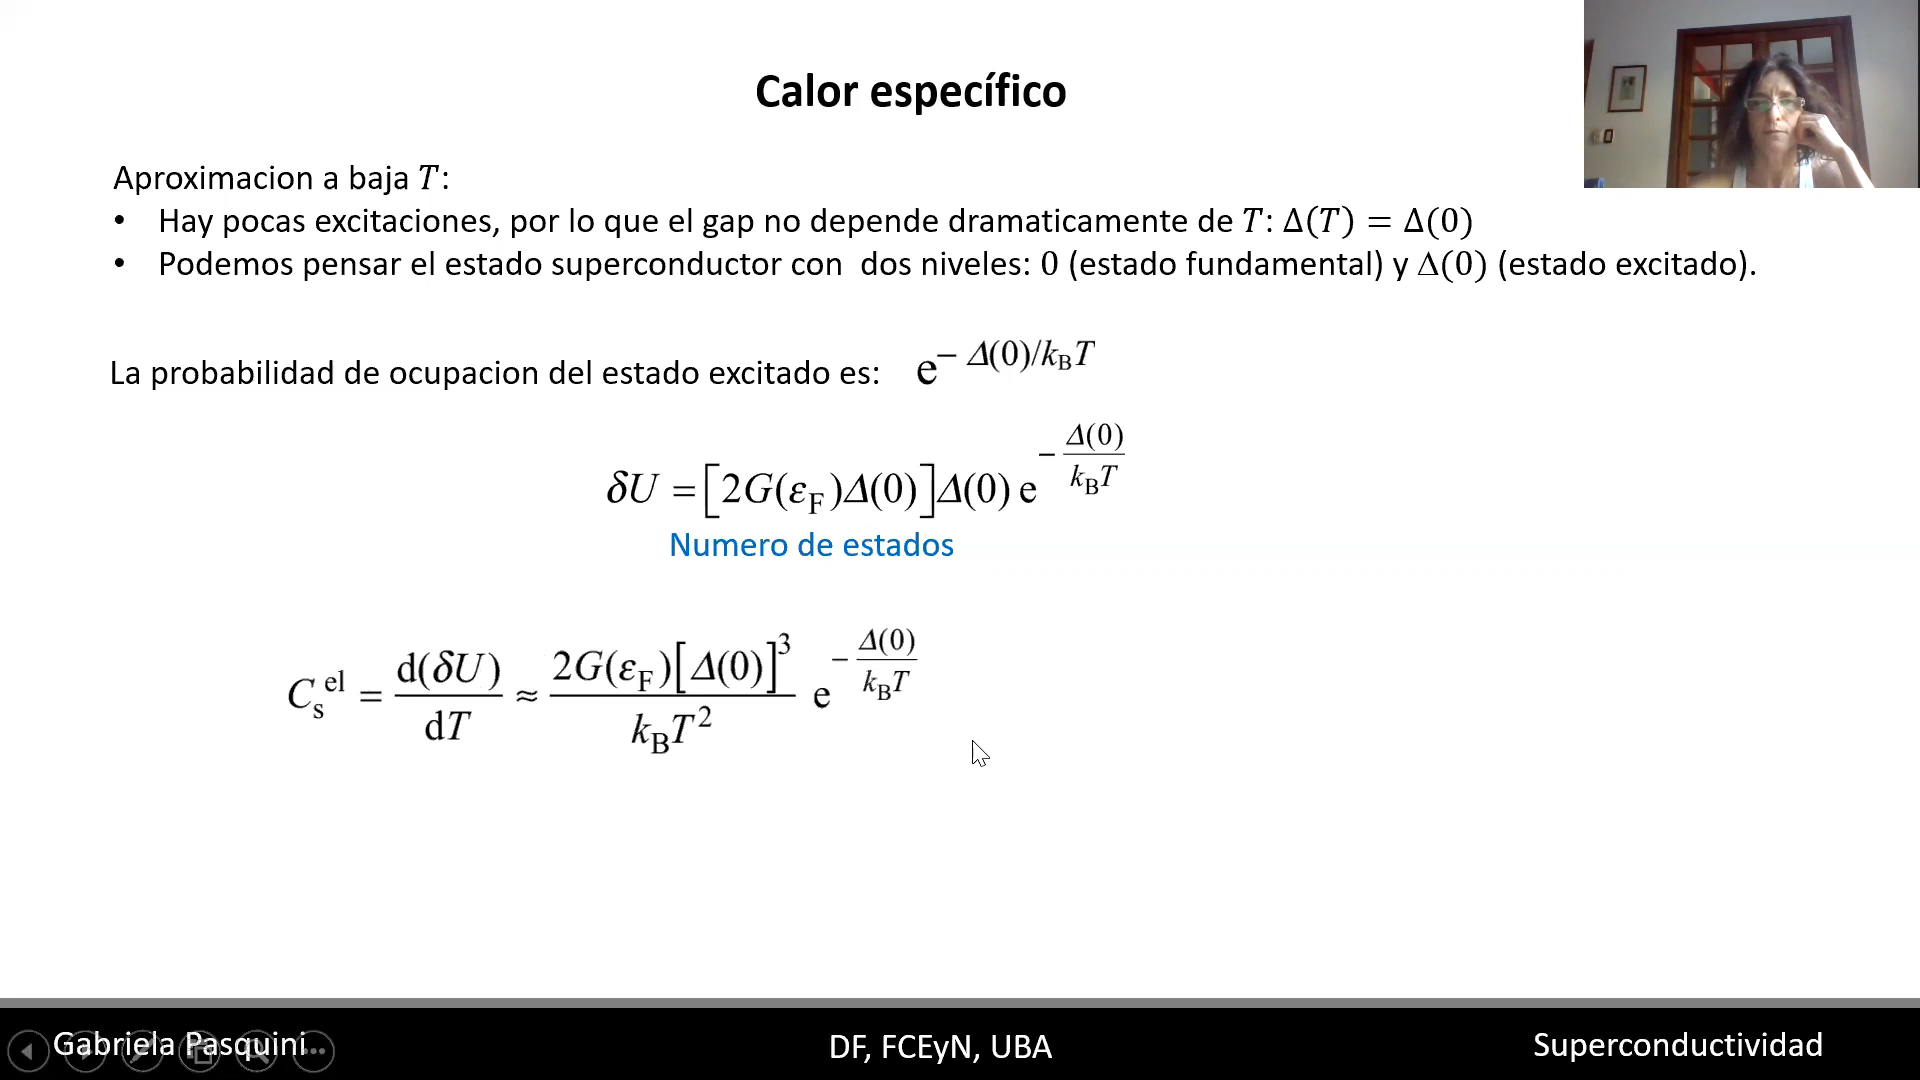 Calor específico
Aproximacion a baja T:
• Hay pocas excitaciones, por lo que el gap no depende dramaticamente de T: Δ(T) = Δ(0)
• Podemos pensar el estado superconductor con dos niveles: 0 (estado fundamental) y Δ(0) (estado excitado).
La probabilidad de ocupacion del estado excitado es: e^{− Δ(0)/k_B T}
δU = [2G(ε_F)Δ(0)]Δ(0) e^{−Δ(0)/k_B T}
Numero de estados
C_s^{el} = d(δU)/dT ≈ 2G(ε_F)[Δ(0)]^3/k_B T^2 e^{−Δ(0)/k_B T}
Gabriela Pasquini
DF, FCEyN, UBA
Superconductividad